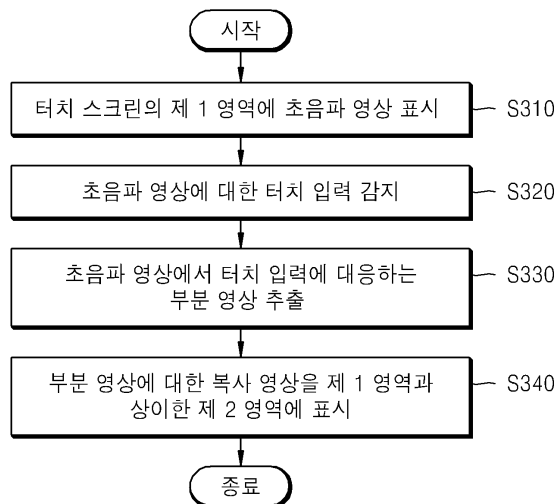 시작
터치 스크린의 제 1 영역에 초음파 영상 표시
S310
초음파 영상에 대한 터치 입력 감지
S320
초음파 영상에서 터치 입력에 대응하는
부분 영상 추출
S330
부분 영상에 대한 복사 영상을 제 1 영역과
상이한 제 2 영역에 표시
S340
종료